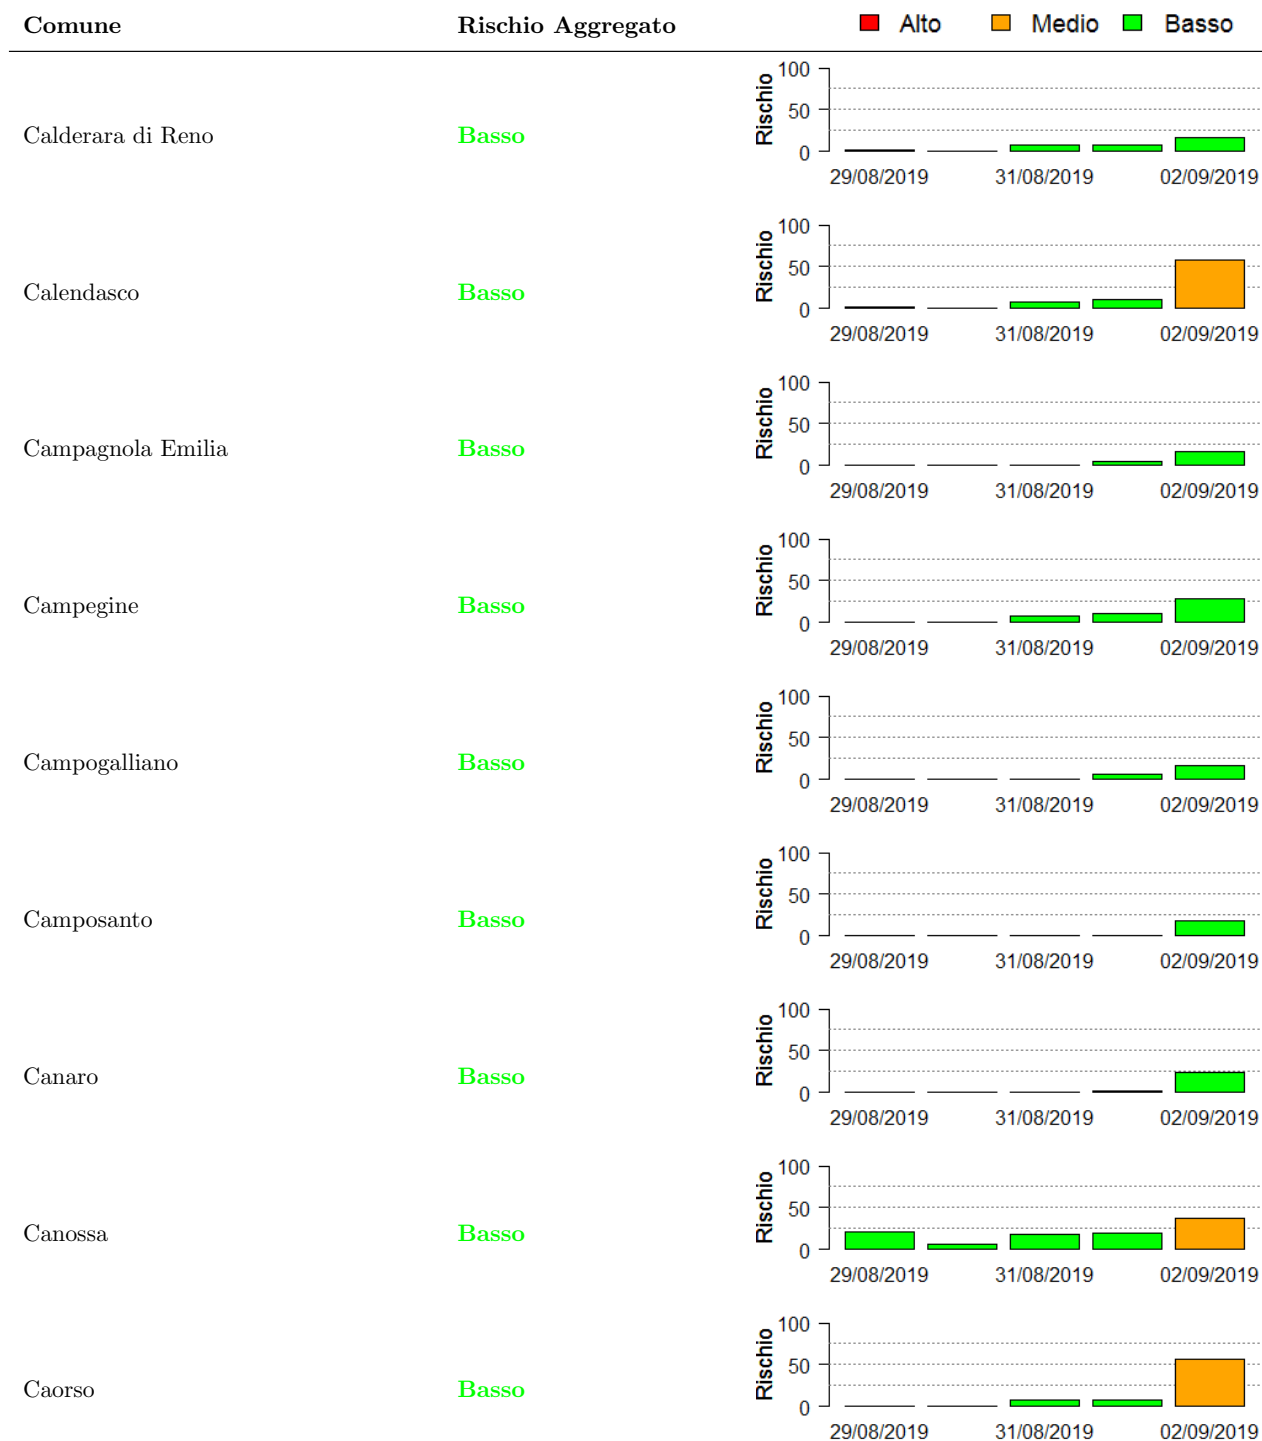 Comune Rischio Aggregato Alto Medio Basso
100
50
0
Rischio
Calderara di Reno Basso
29/08/2019 31/08/2019 02/09/2019
100
50
0
Rischio
Calendasco Basso
29/08/2019 31/08/2019 02/09/2019
100
50
0
Rischio
Campagnola Emilia Basso
29/08/2019 31/08/2019 02/09/2019
100
50
0
Rischio
Campegine Basso
29/08/2019 31/08/2019 02/09/2019
100
50
0
Rischio
Campogalliano Basso
29/08/2019 31/08/2019 02/09/2019
100
50
0
Rischio
Camposanto Basso
29/08/2019 31/08/2019 02/09/2019
100
50
0
Rischio
Canaro Basso
29/08/2019 31/08/2019 02/09/2019
100
50
0
Rischio
Canossa Basso
29/08/2019 31/08/2019 02/09/2019
100
50
0
Rischio
Caorso Basso
29/08/2019 31/08/2019 02/09/2019